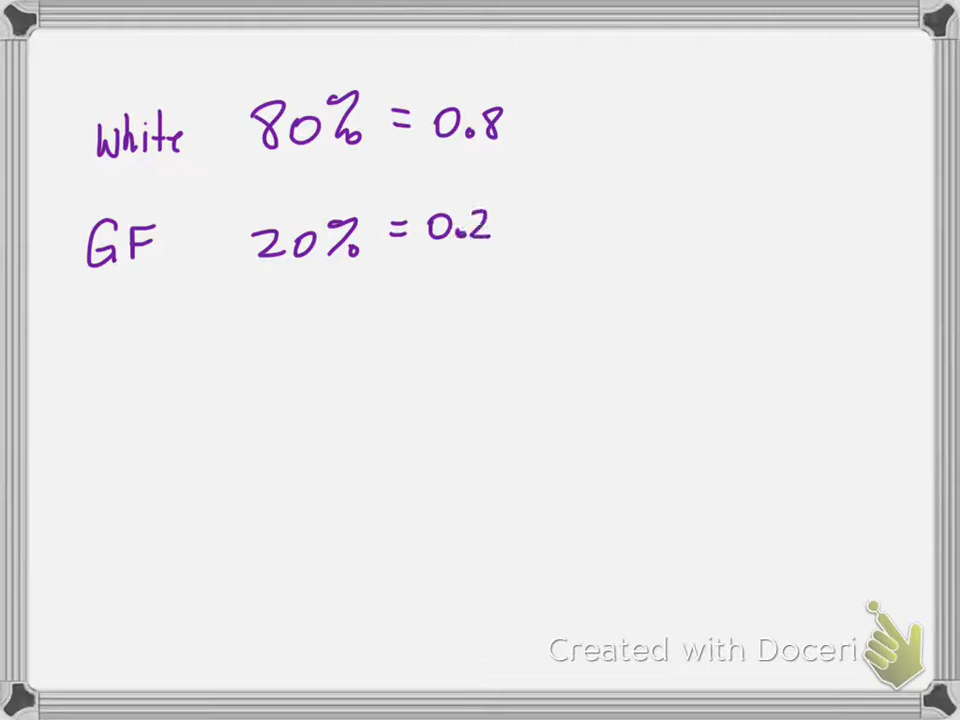 White 80% = 0.8
GF 20% = 0.2
Created with Doceri